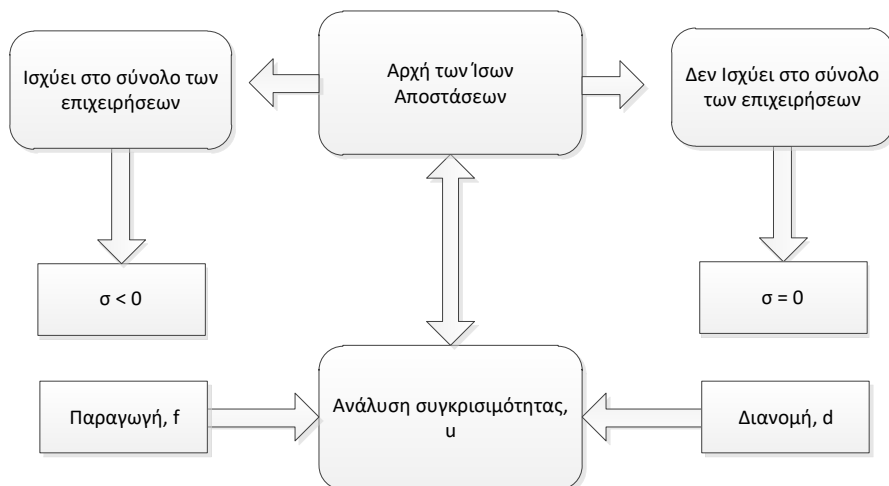 Ισχύει στο σύνολο των
επιχειρήσεων
Αρχή των Ίσων
Αποστάσεων
Δεν Ισχύει στο σύνολο
των επιχειρήσεων
σ < 0
σ = 0
Παραγωγή, f
Ανάλυση συγκρισιμότητας,
u
Διανομή, d